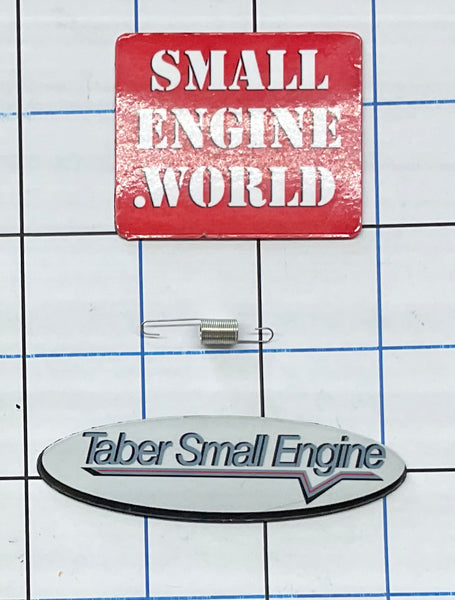 SMALL
ENGINE
.WORLD
Taber Small Engine